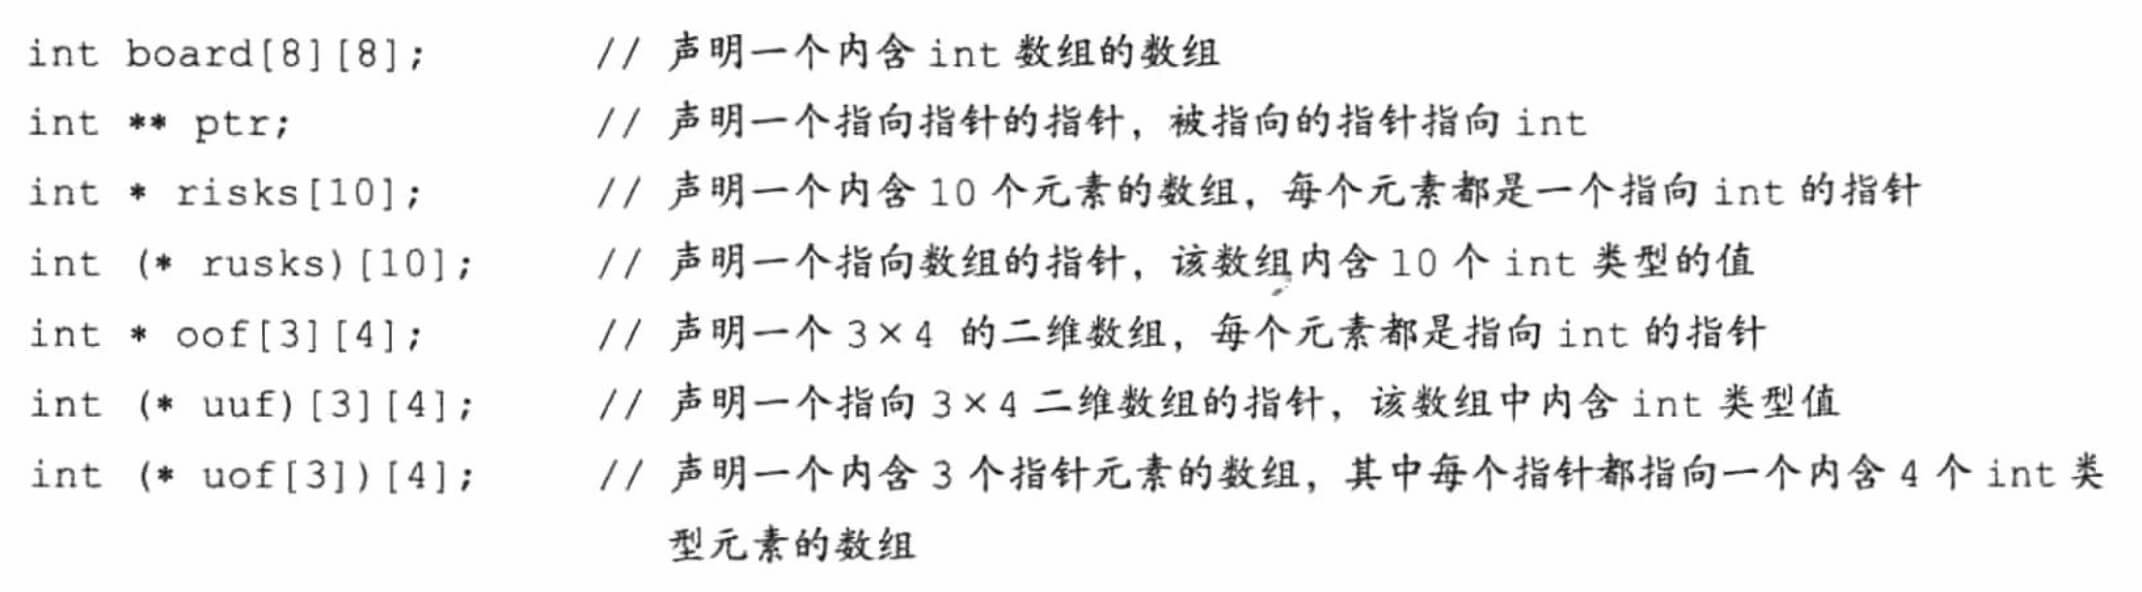 int board[8][8]; // 声明一个内含 int 数组的数组
int ** ptr; // 声明一个指向指针的指针，被指向的指针指向 int
int * risks[10]; // 声明一个内含 10 个元素的数组，每个元素都是一个指向 int 的指针
int (* rusks)[10]; // 声明一个指向数组的指针，该数组内含 10 个 int 类型的值
int * oof[3][4]; // 声明一个 3×4 的二维数组，每个元素都是指向 int 的指针
int (* uuf)[3][4]; // 声明一个指向 3×4 二维数组的指针，该数组中内含 int 类型值
int (* uof[3])[4]; // 声明一个内含 3 个指针元素的数组，其中每个指针都指向一个内含 4 个 int 类
型元素的数组